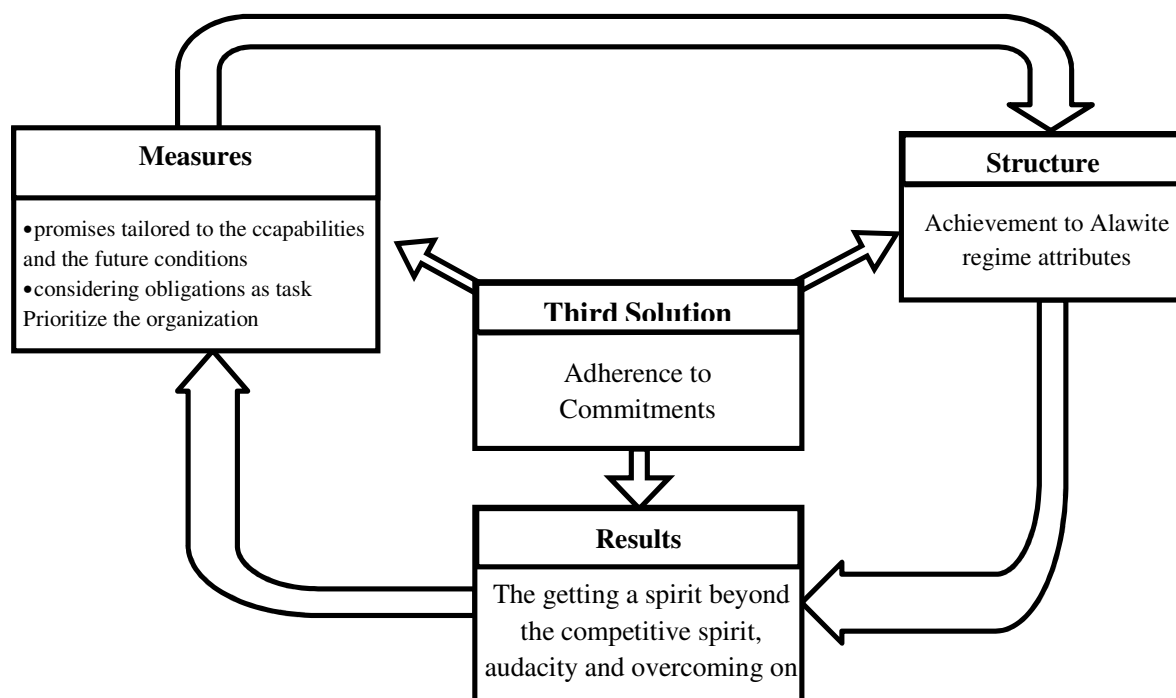 Measures
•promises tailored to the ccapabilities
and the future conditions
•considering obligations as task
Prioritize the organization
Structure
Achievement to Alawite
regime attributes
Third Solution
Adherence to
Commitments
Results
The getting a spirit beyond
the competitive spirit,
audacity and overcoming on